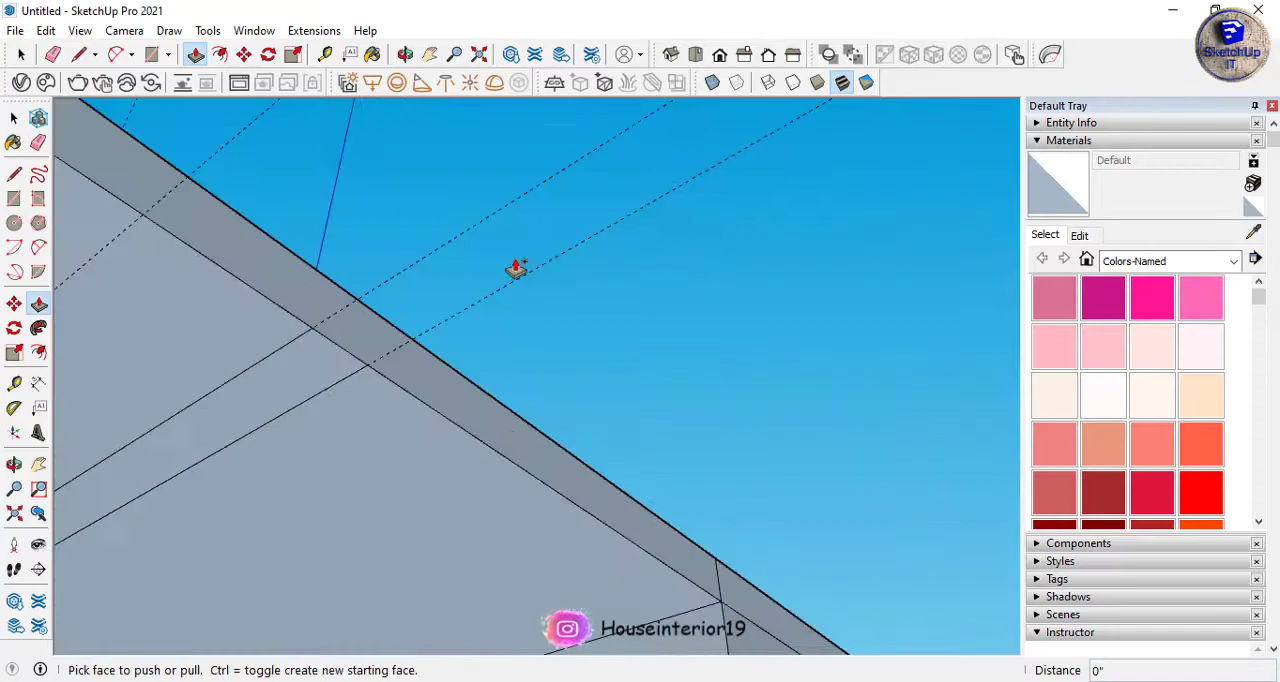 Untitled - SketchUp Pro 2021
File Edit View Camera Draw Tools Window Extensions Help
SketchUp
IT
Default Tray
Entity Info
Materials
Default
Select Edit
Colors-Named
Components
Styles
Tags
Shadows
Scenes
Instructor
Houseinterior19
Pick face to push or pull. Ctrl = toggle create new starting face.
Distance 0"